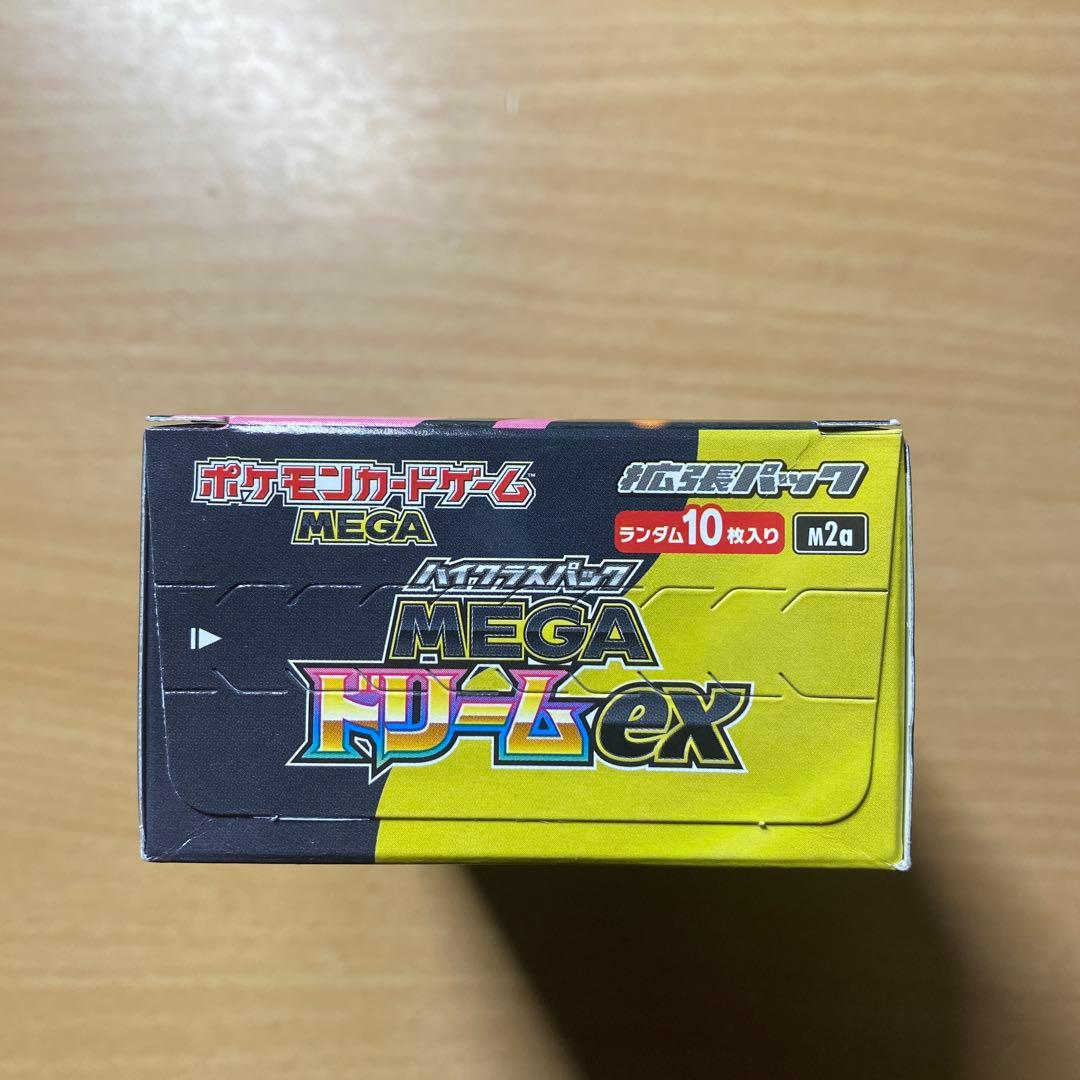 ポケモンカードゲーム™
MEGA
拡張パック
ランダム10枚入り
M2a
ハイクラスパック
MEGA
ドリームex